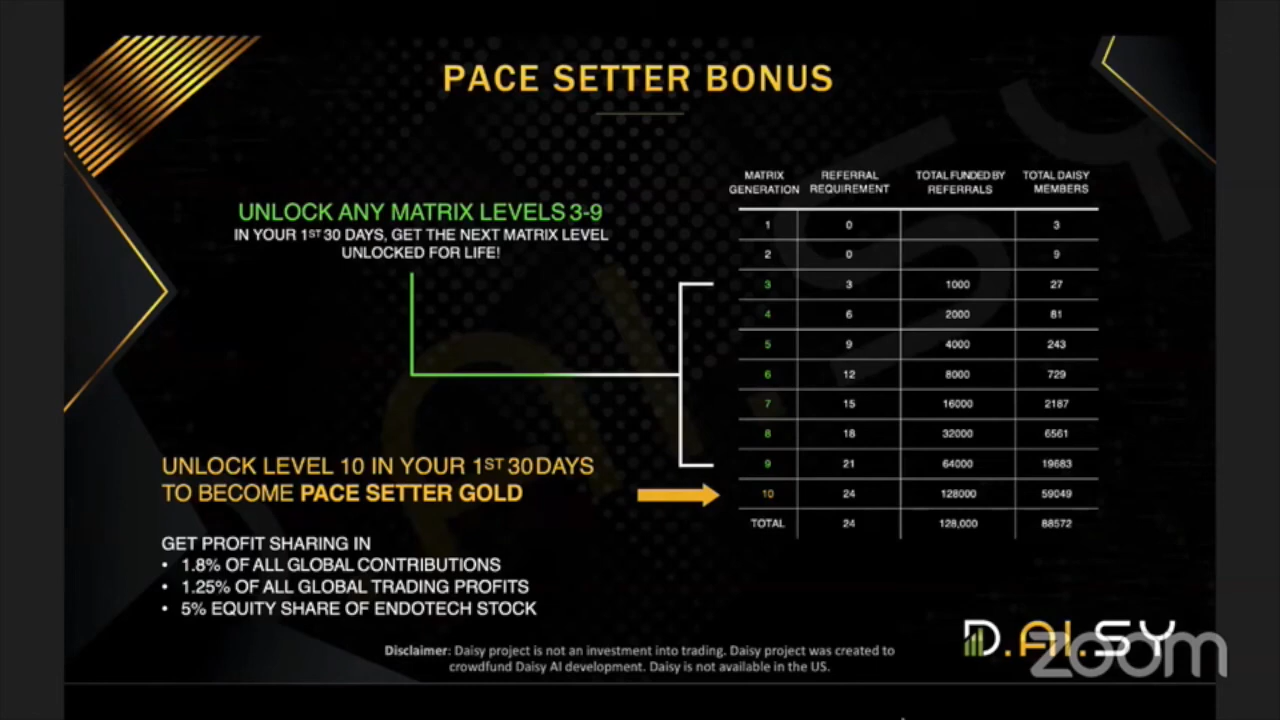 PACE SETTER BONUS
UNLOCK ANY MATRIX LEVELS 3-9
IN YOUR 1ST 30 DAYS, GET THE NEXT MATRIX LEVEL
UNLOCKED FOR LIFE!
MATRIX GENERATION REFERRAL REQUIREMENT TOTAL FUNDED BY REFERRALS TOTAL DAISY MEMBERS
1 0 3
2 0 9
3 3 1000 27
4 6 2000 81
5 9 4000 243
6 12 8000 729
7 15 16000 2187
8 18 32000 6561
9 21 64000 19683
10 24 128000 59049
TOTAL 24 128,000 88572
UNLOCK LEVEL 10 IN YOUR 1ST 30 DAYS
TO BECOME PACE SETTER GOLD
GET PROFIT SHARING IN
• 1.8% OF ALL GLOBAL CONTRIBUTIONS
• 1.25% OF ALL GLOBAL TRADING PROFITS
• 5% EQUITY SHARE OF ENDOTECH STOCK
Disclaimer: Daisy project is not an investment into trading. Daisy project was created to
crowdfund Daisy AI development. Daisy is not available in the US.
D.AI.SY
zoom